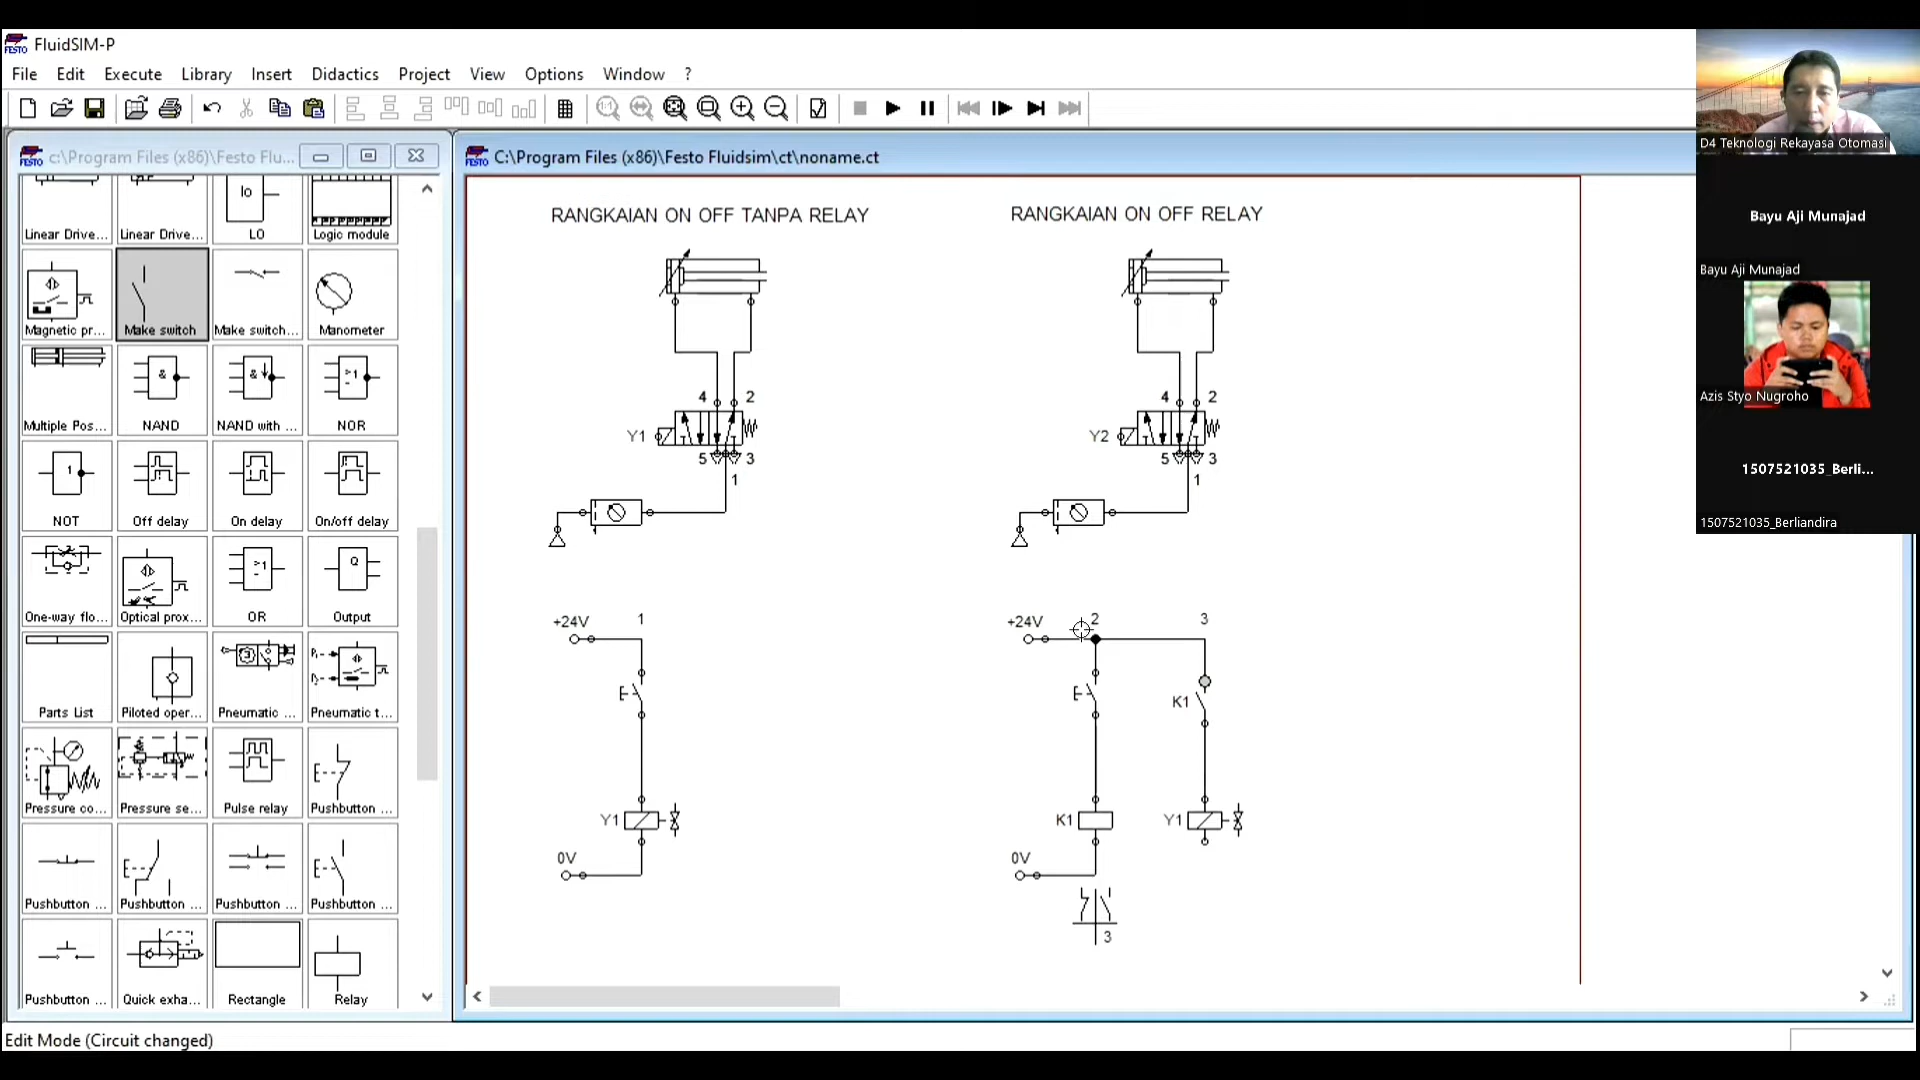 FESTO FluidSIM-P
File Edit Execute Library Insert Didactics Project View Options Window ?
FESTO c:\Program Files (x86)\Festo Flu...
Linear Drive... Linear Drive... LO Logic module
Magnetic pr... Make switch Make switch... Manometer
Multiple Pos... NAND NAND with ... NOR
NOT Off delay On delay On/off delay
One-way flo... Optical prox... OR Output
Parts List Piloted oper... Pneumatic ... Pneumatic t...
Pressure co... Pressure se... Pulse relay Pushbutton ...
Pushbutton ... Pushbutton ... Pushbutton ... Pushbutton ...
Pushbutton ... Quick exha... Rectangle Relay
FESTO C:\Program Files (x86)\Festo Fluidsim\ct\noname.ct
RANGKAIAN ON OFF TANPA RELAY
4 2
Y1
5 3
1
+24V 1
Y1
0V
RANGKAIAN ON OFF RELAY
4 2
Y2
5 3
1
+24V 2 3
K1
K1 Y1
0V
3
D4 Teknologi Rekayasa Otomasi
Bayu Aji Munajad
Bayu Aji Munajad
Azis Styo Nugroho
1507521035_Berli...
1507521035_Berliandira
Edit Mode (Circuit changed)